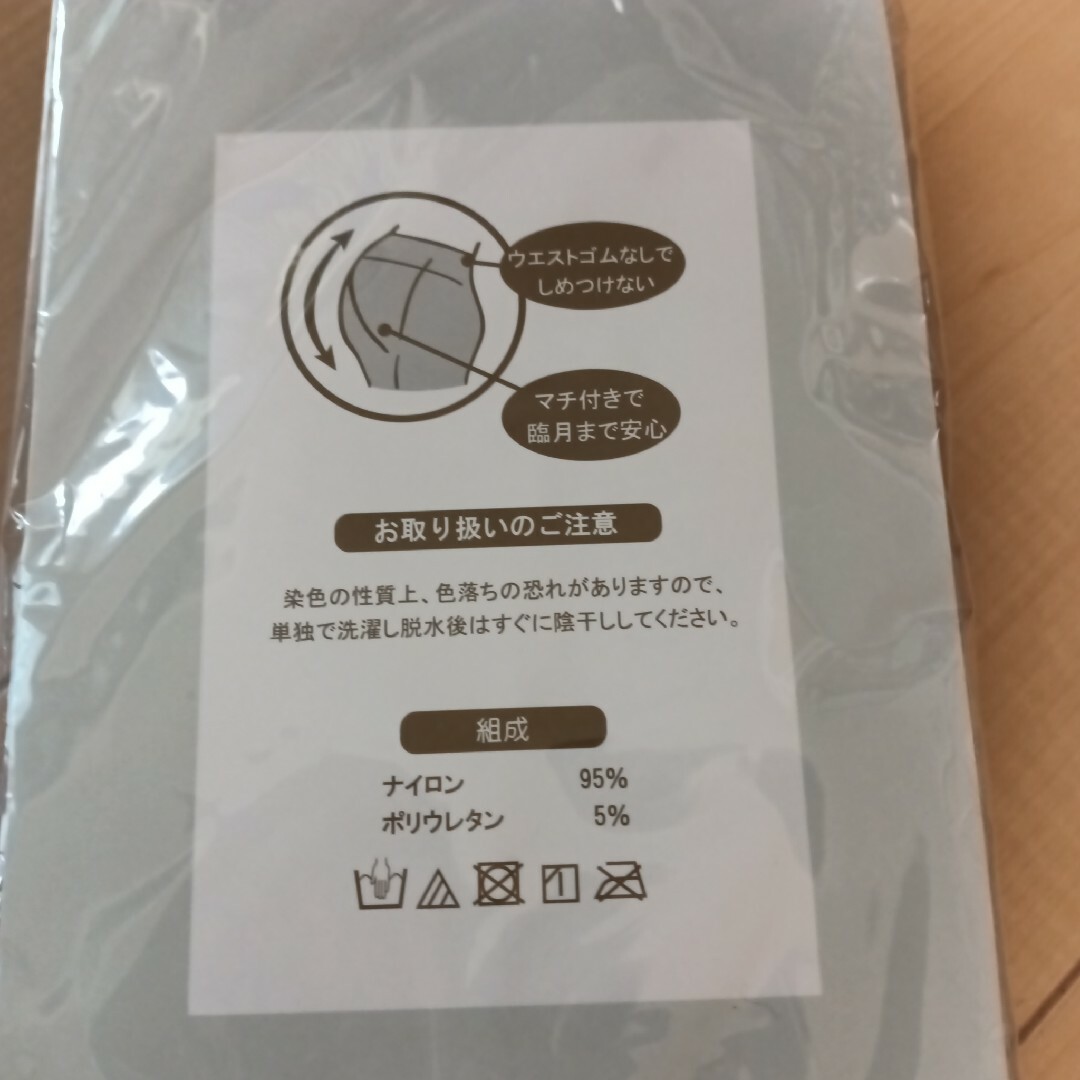 ウエストゴムなしで
しめつけない
マチ付きで
臨月まで安心
お取り扱いのご注意
染色の性質上、色落ちの恐れがありますので、
単独で洗濯し脱水後はすぐに陰干ししてください。
組成
ナイロン 95%
ポリウレタン 5%